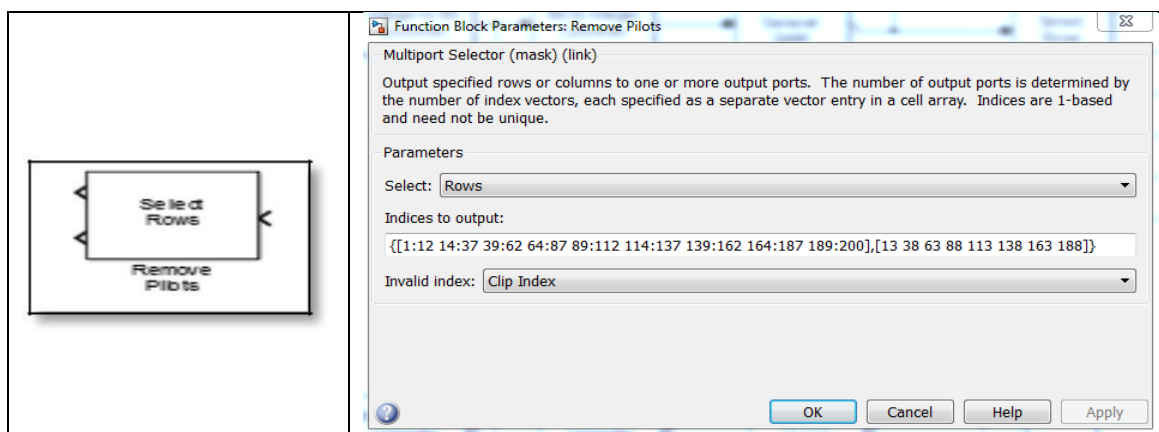 Select
Rows
Remove
Pilots
Function Block Parameters: Remove Pilots
Multiport Selector (mask) (link)
Output specified rows or columns to one or more output ports. The number of output ports is determined by
the number of index vectors, each specified as a separate vector entry in a cell array. Indices are 1-based
and need not be unique.
Parameters
Select: Rows
Indices to output:
{[1:12 14:37 39:62 64:87 89:112 114:137 139:162 164:187 189:200],[13 38 63 88 113 138 163 188]}
Invalid index: Clip Index
OK Cancel Help Apply